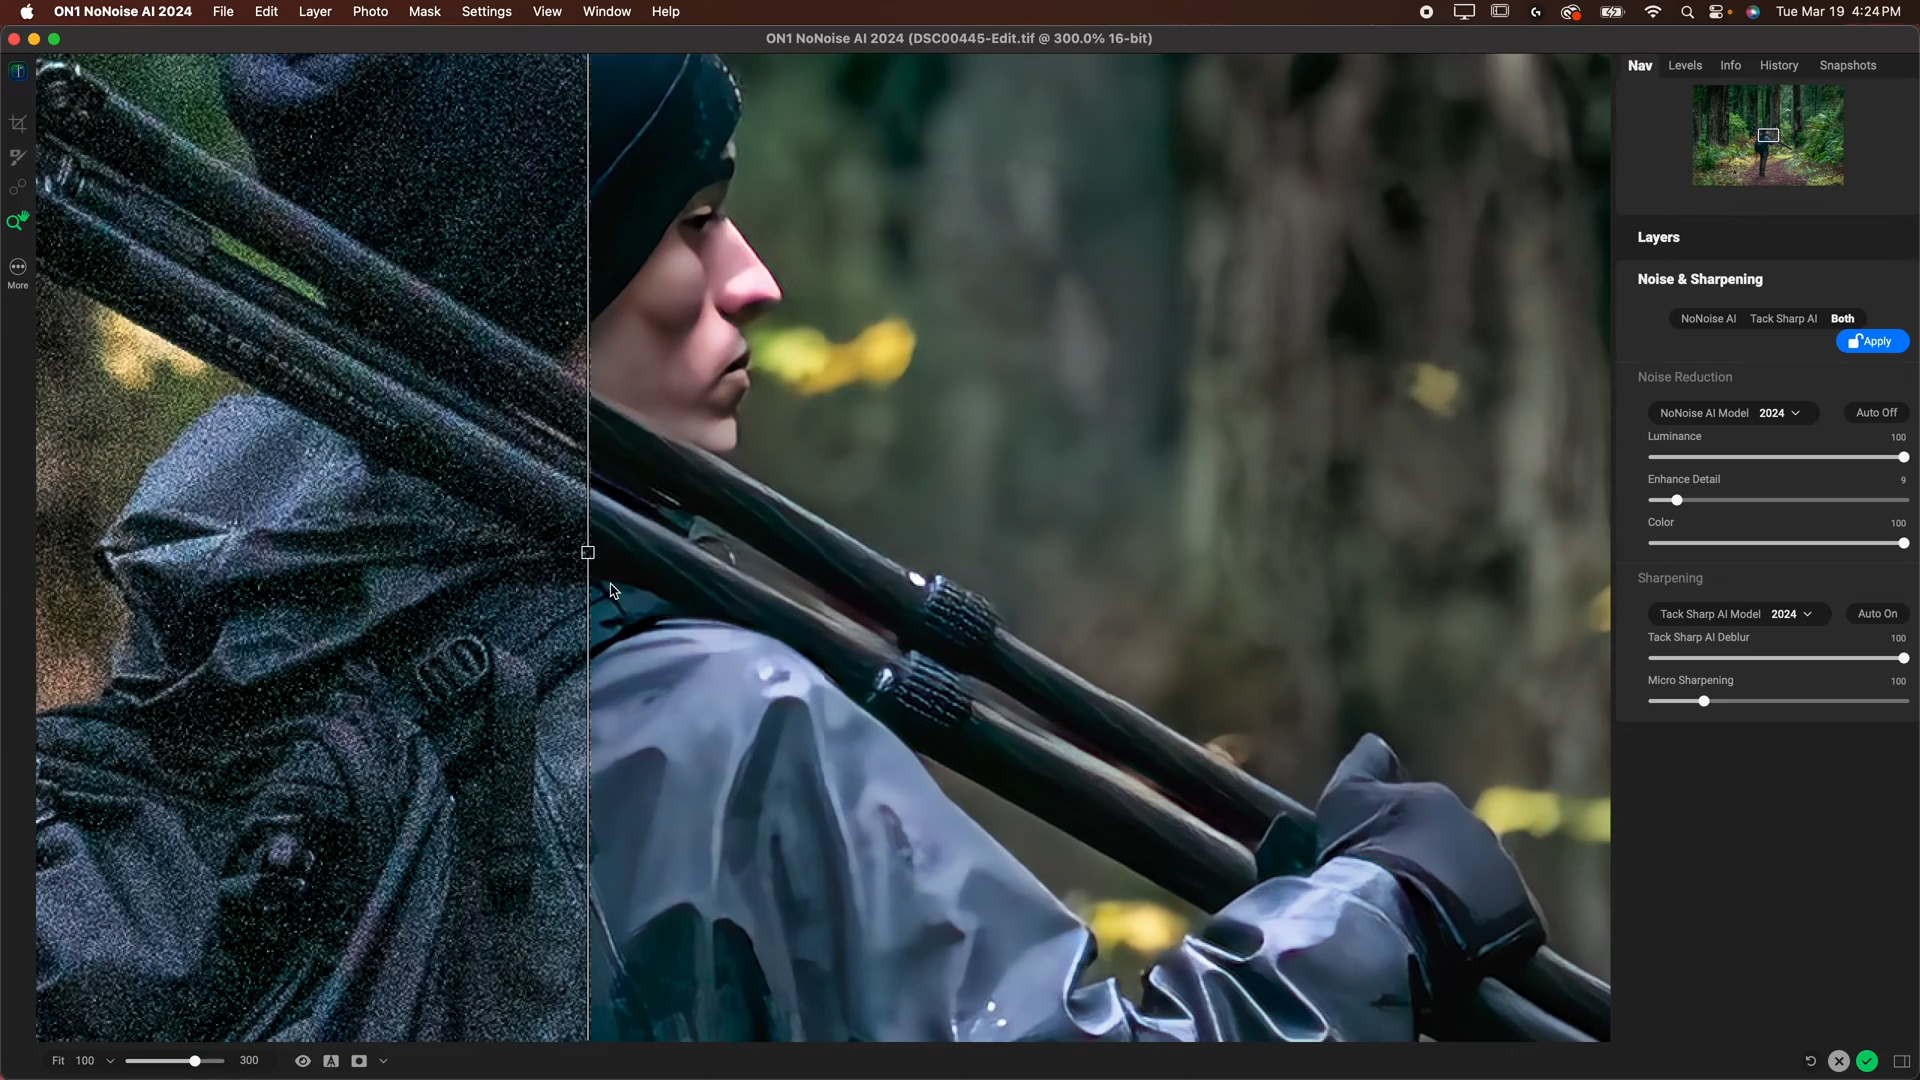 ON1 NoNoise AI 2024 File Edit Layer Photo Mask Settings View Window Help Tue Mar 19 4:24 PM
ON1 NoNoise AI 2024 (DSC00445-Edit.tif @ 300.0% 16-bit)
Nav Levels Info History Snapshots
More
Layers
Noise & Sharpening
NoNoise AI Tack Sharp AI Both
Apply
Noise Reduction
NoNoise AI Model 2024 Auto Off
Luminance 100
Enhance Detail 9
Color 100
Sharpening
Tack Sharp AI Model 2024 Auto On
Tack Sharp AI Deblur 100
Micro Sharpening 100
Fit 100 300 A